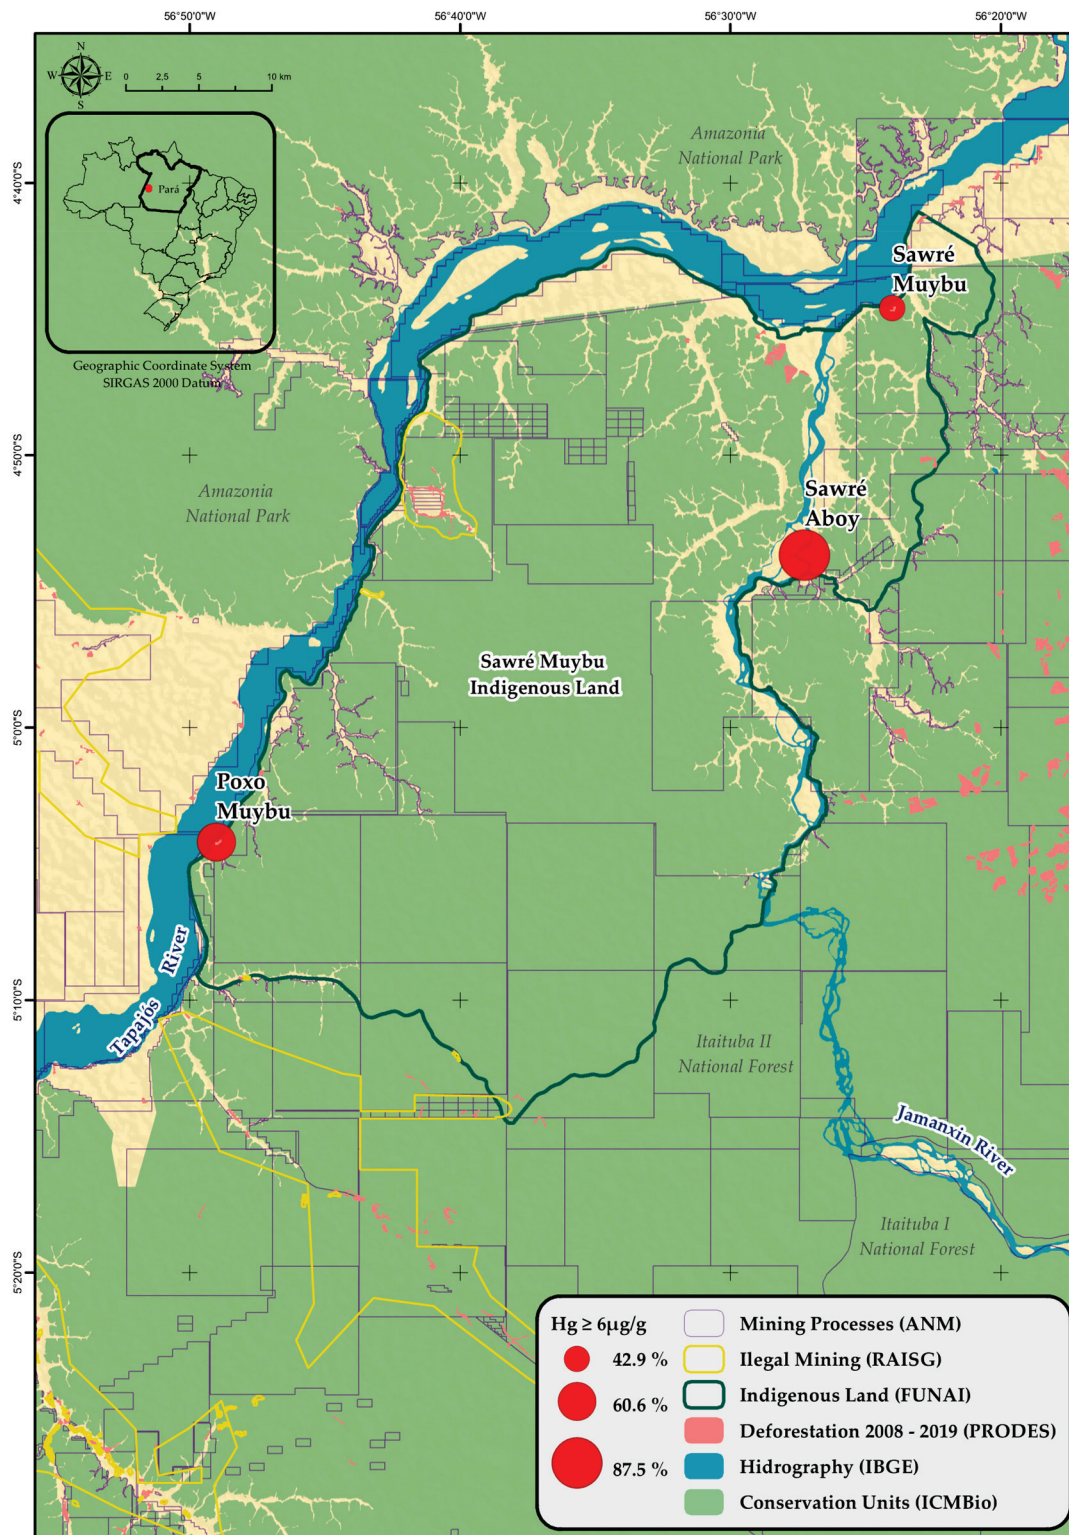 56°50'0"W
56°40'0"W
56°30'0"W
56°20'0"W
N
W
E
S
0
2,5
5
10 km
Pará
Geographic Coordinate System
SIRGAS 2000 Datum
4°40'0"S
4°50'0"S
5°0'0"S
5°10'0"S
5°20'0"S
Amazonia
National Park
Sawré
Muybu
Amazonia
National Park
Sawré
Aboy
Sawré Muybu
Indigenous Land
Poxo
Muybu
Tapajós River
Itaituba II
National Forest
Jamanxin River
Itaituba I
National Forest
Hg ≥ 6µg/g
42.9 %
60.6 %
87.5 %
Mining Processes (ANM)
Ilegal Mining (RAISG)
Indigenous Land (FUNAI)
Deforestation 2008 - 2019 (PRODES)
Hidrography (IBGE)
Conservation Units (ICMBio)